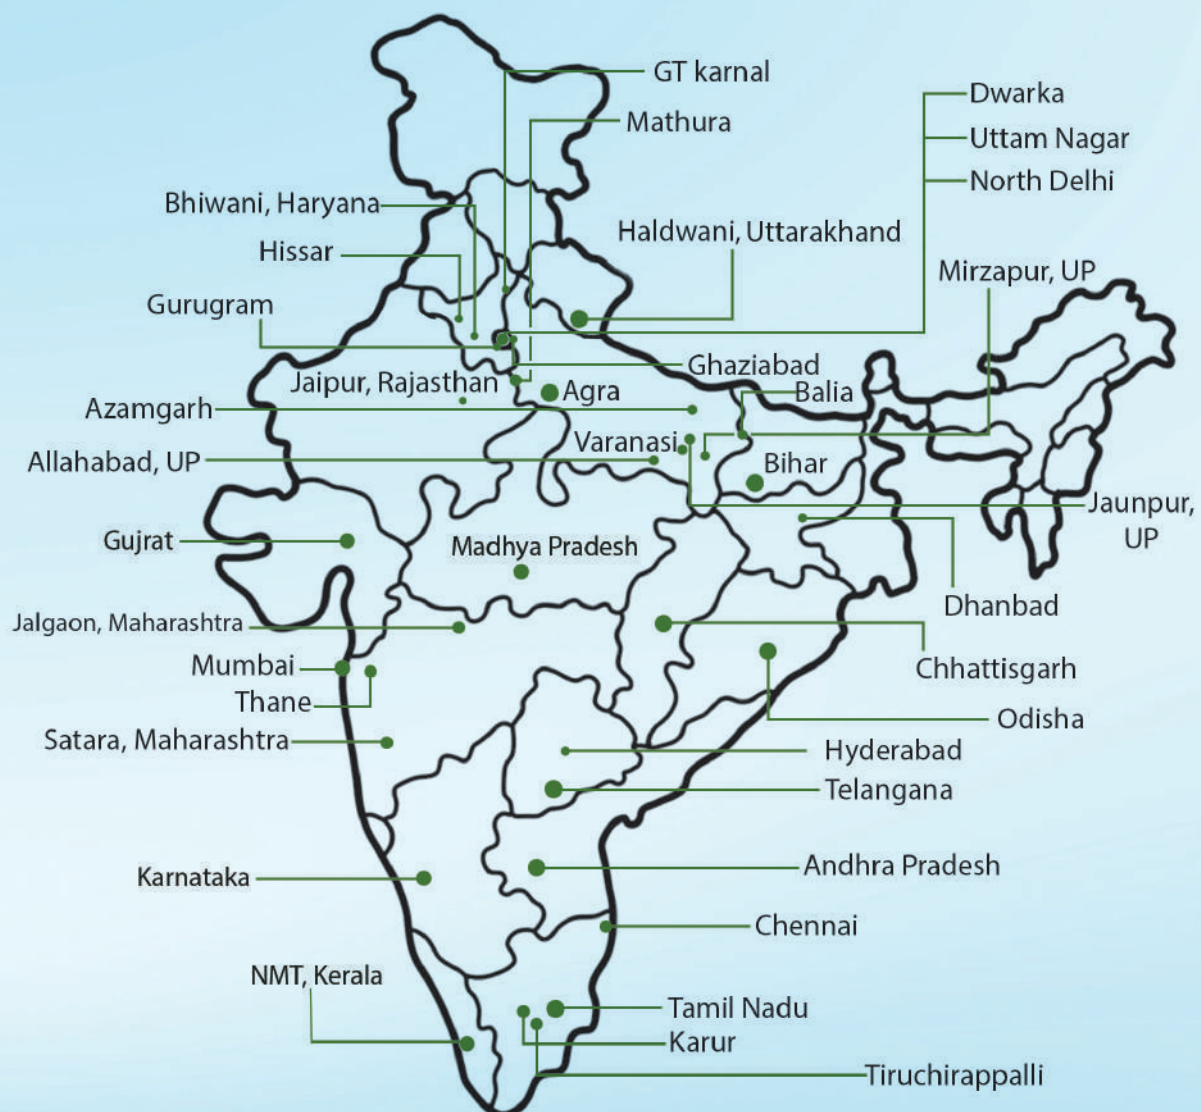 GT karnal
Dwarka
Mathura
Uttam Nagar
North Delhi
Bhiwani, Haryana
Haldwani, Uttarakhand
Hissar
Mirzapur, UP
Gurugram
Ghaziabad
Jaipur, Rajasthan
Agra
Balia
Azamgarh
Varanasi
Allahabad, UP
Bihar
Jaunpur,
UP
Gujrat
Madhya Pradesh
Dhanbad
Jalgaon, Maharashtra
Mumbai
Chhattisgarh
Thane
Odisha
Satara, Maharashtra
Hyderabad
Telangana
Andhra Pradesh
Karnataka
Chennai
NMT, Kerala
Tamil Nadu
Karur
Tiruchirappalli